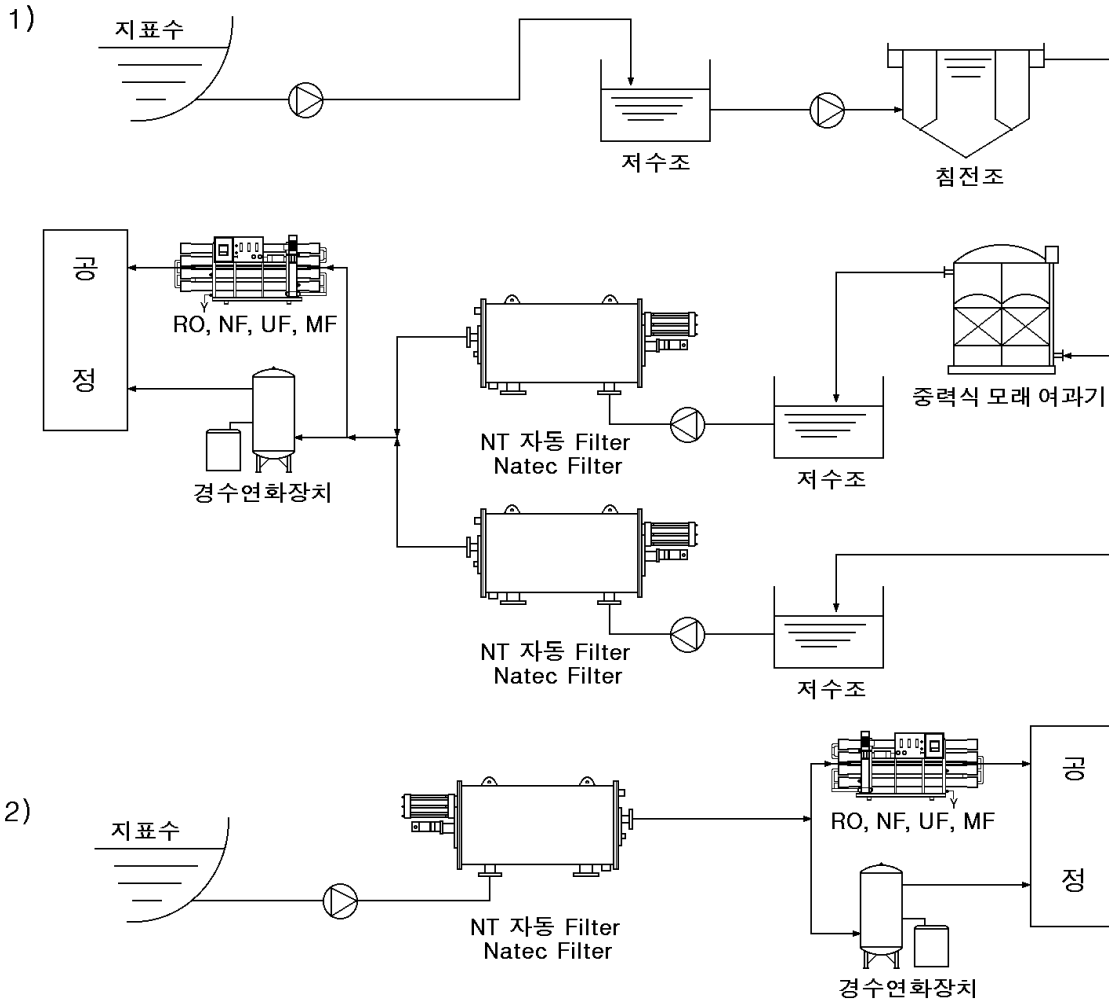 1)
지표수
저수조
침전조
공
정
RO, NF, UF, MF
경수연화장치
NT 자동 Filter
Natec Filter
저수조
중력식 모래 여과기
NT 자동 Filter
Natec Filter
저수조
2)
지표수
NT 자동 Filter
Natec Filter
RO, NF, UF, MF
경수연화장치
공
정